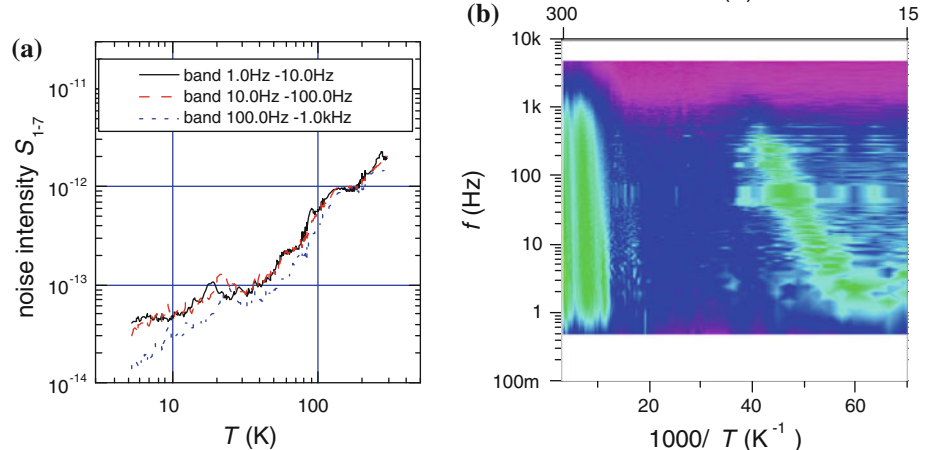 (a)
noise intensity S₁₋₇
10⁻¹¹
10⁻¹²
10⁻¹³
10⁻¹⁴
band 1.0Hz -10.0Hz
band 10.0Hz -100.0Hz
band 100.0Hz -1.0kHz
10
100
T (K)
(b)
300
15
f (Hz)
10k
1k
100
10
1
100m
20
40
60
1000/ T (K⁻¹)